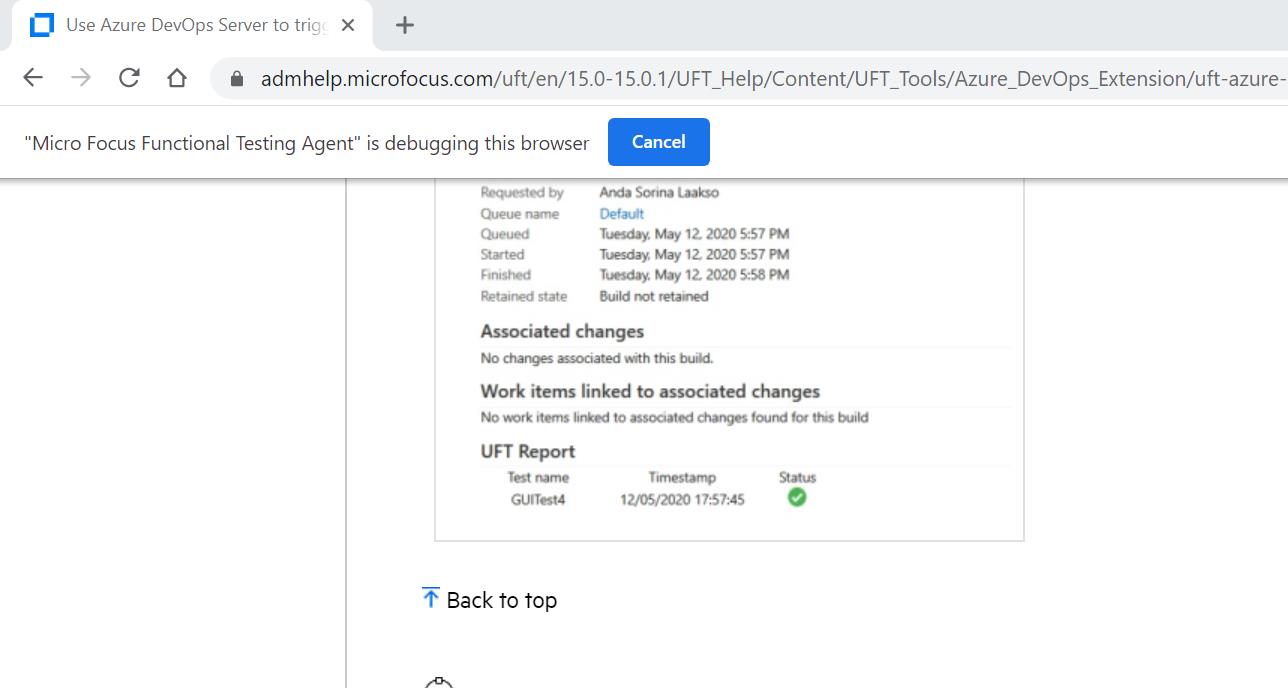 Use Azure DevOps Server to trigg
admhelp.microfocus.com/uft/en/15.0-15.0.1/UFT_Help/Content/UFT_Tools/Azure_DevOps_Extension/uft-azure-
"Micro Focus Functional Testing Agent" is debugging this browser Cancel
Requested by Anda Sorina Laakso
Queue name Default
Queued Tuesday, May 12, 2020 5:57 PM
Started Tuesday, May 12, 2020 5:57 PM
Finished Tuesday, May 12, 2020 5:58 PM
Retained state Build not retained
Associated changes
No changes associated with this build.
Work items linked to associated changes
No work items linked to associated changes found for this build
UFT Report
Test name Timestamp Status
GUITest4 12/05/2020 17:57:45
Back to top